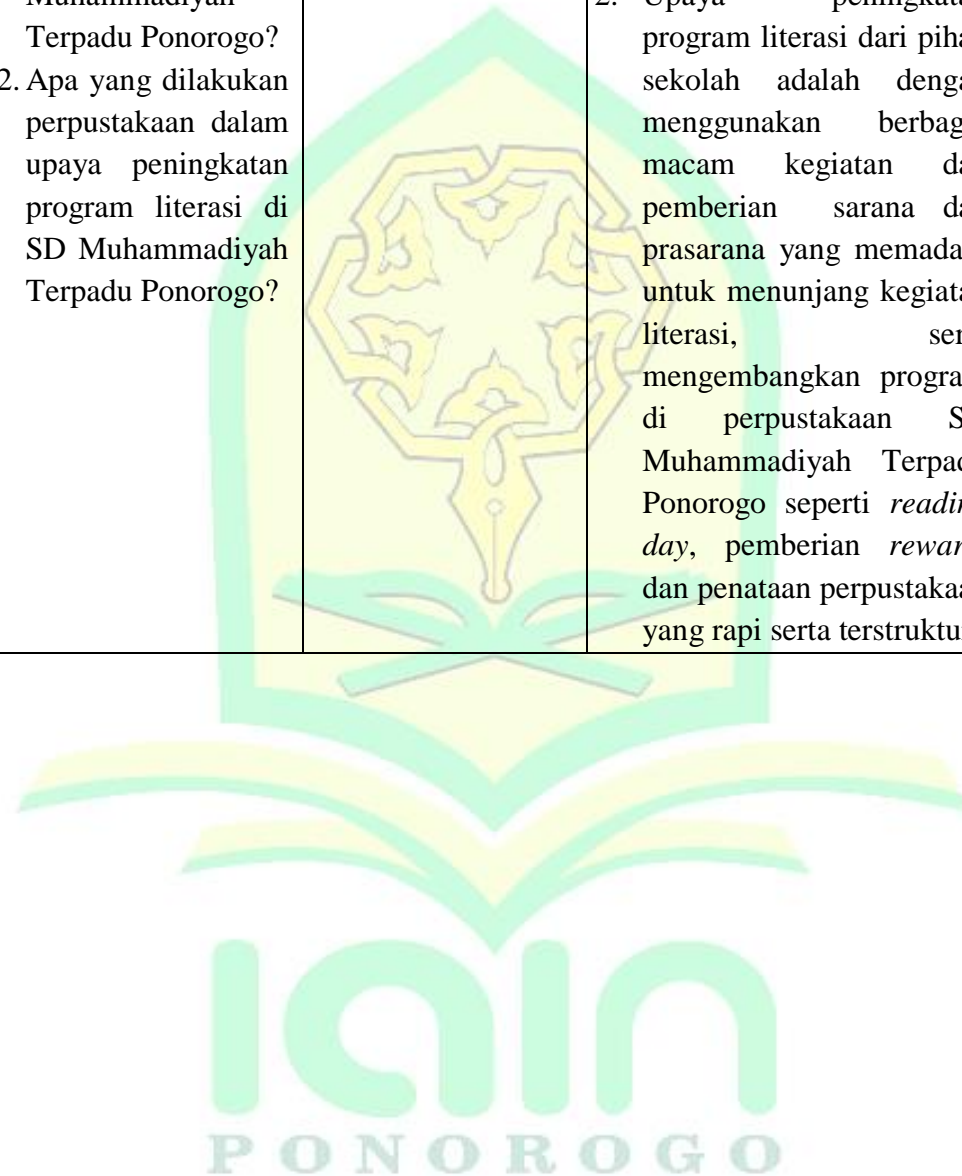 Muhammadiyah
Terpadu Ponorogo?
2. Apa yang dilakukan
perpustakaan dalam
upaya peningkatan
program literasi di
SD Muhammadiyah
Terpadu Ponorogo?
2. Upaya
program literasi dari
sekolah adalah
menggunakan
macam kegiatan
pemberian sarana
prasarana yang
untuk menunjang
literasi,
mengembangkan
di perpustakaan
Muhammadiyah
Ponorogo seperti
day, pemberian
dan penataan
yang rapi serta
IAIN
PONOROGO